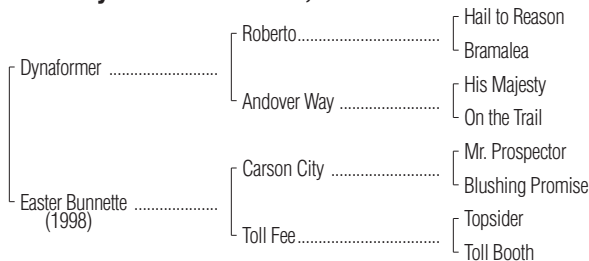 Hail to Reason
Roberto
Bramalea
Dynaformer
His Majesty
Andover Way
On the Trail
Mr. Prospector
Carson City
Blushing Promise
Easter Bunnette
(1998)
Topsider
Toll Fee
Toll Booth